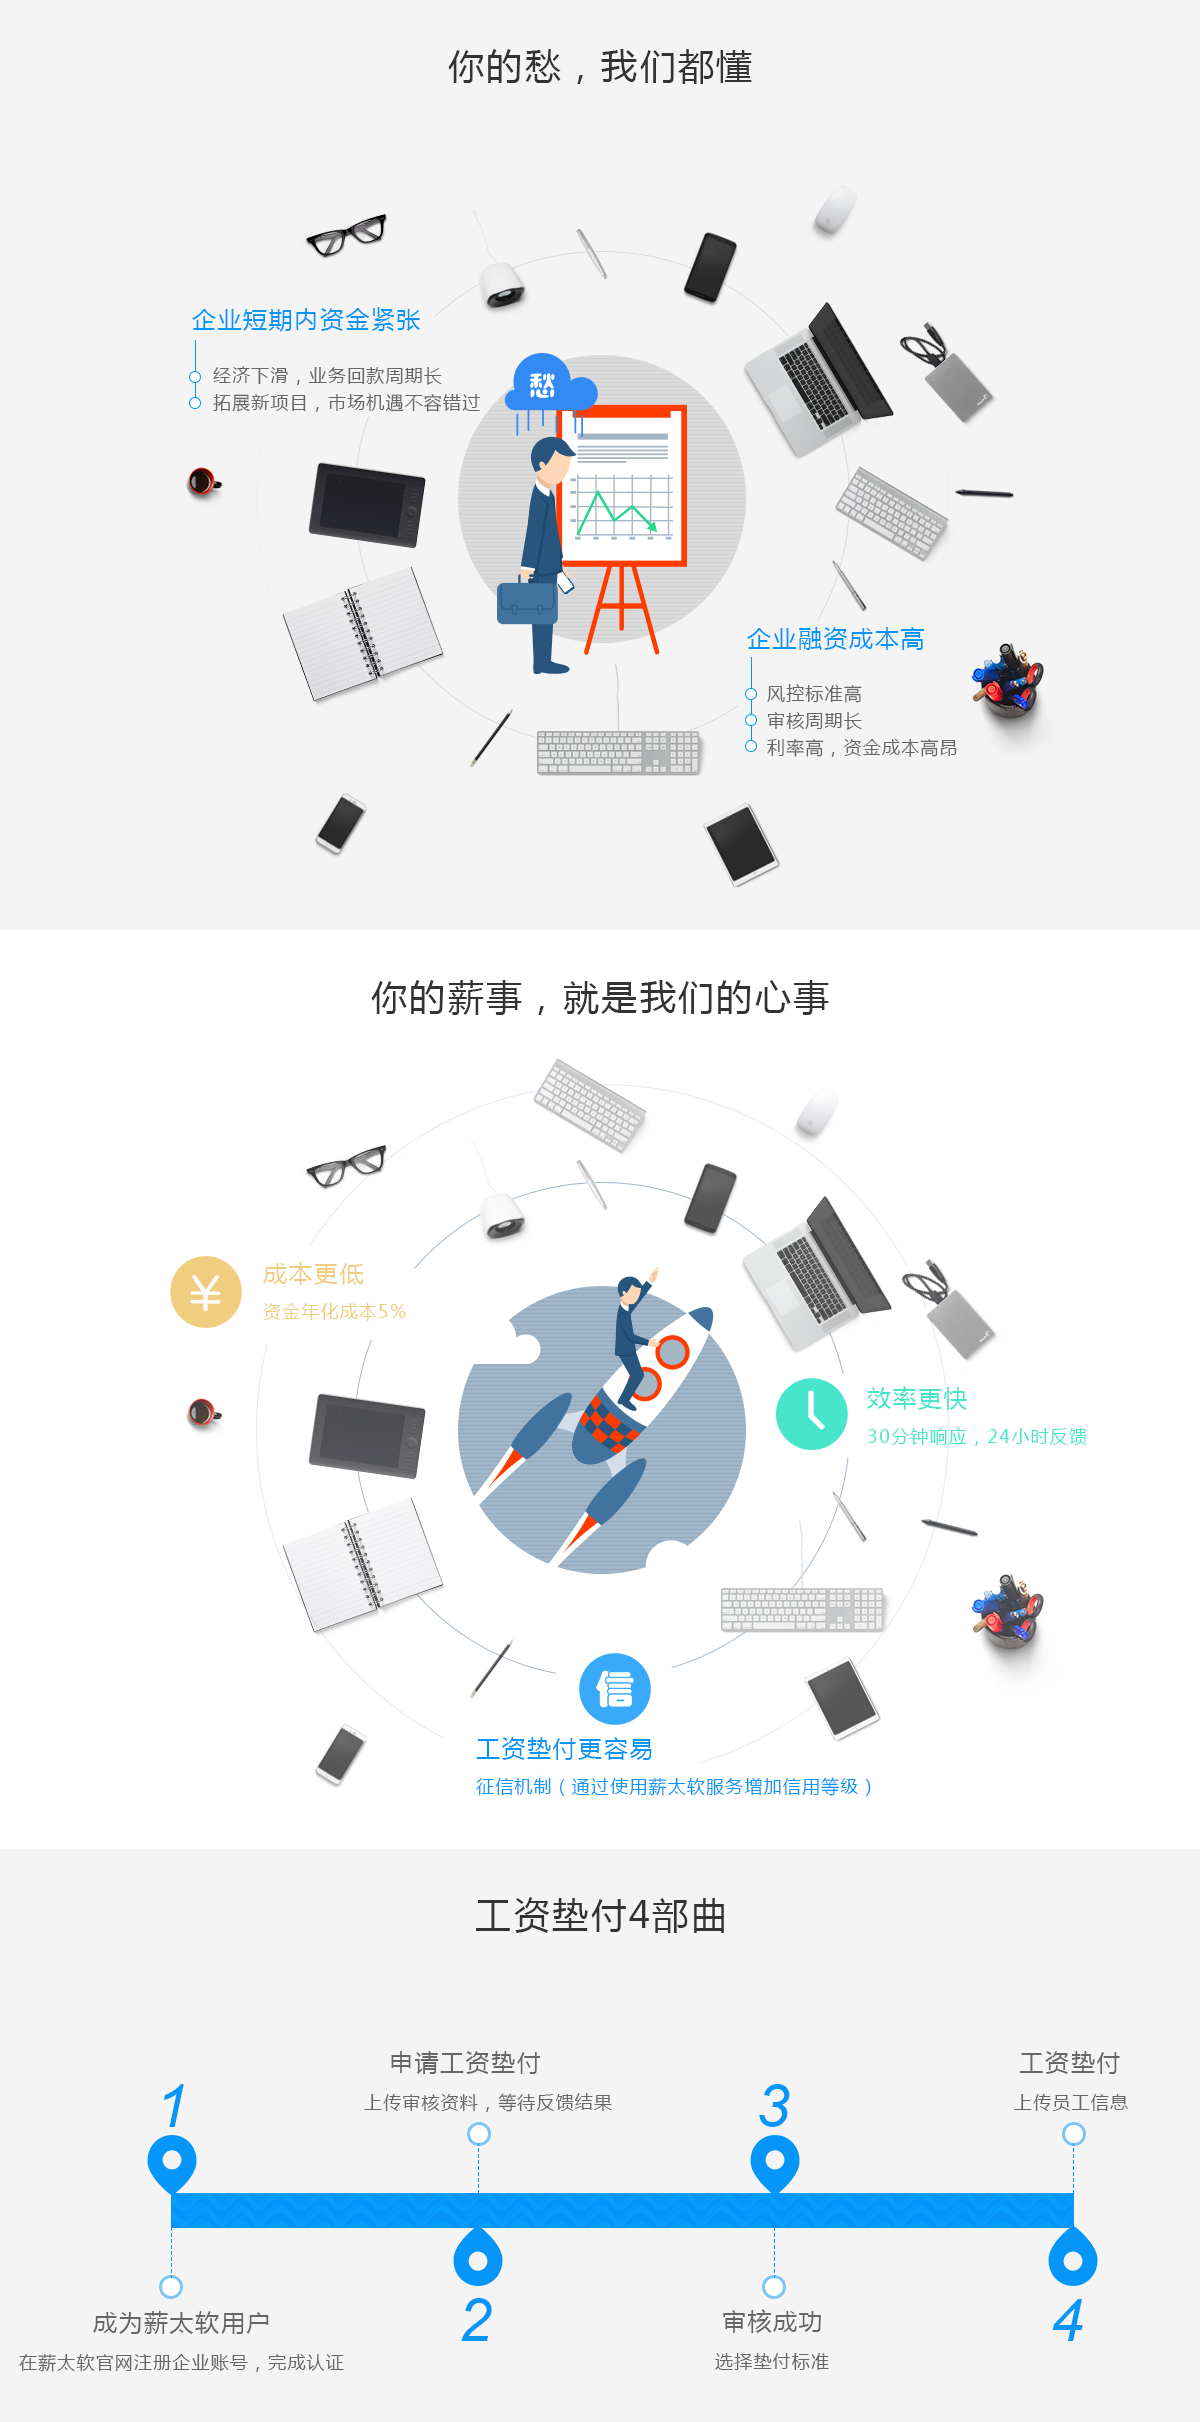 你的愁，我们都懂
企业短期内资金紧张
经济下滑，业务回款周期长
拓展新项目，市场机遇不容错过
愁
企业融资成本高
风控标准高
审核周期长
利率高，资金成本高昂
你的薪事，就是我们的心事
¥
成本更低
资金年化成本5%
效率更快
30分钟响应，24小时反馈
工资垫付更容易
征信机制（通过使用薪太软服务增加信用等级）
工资垫付4部曲
1
成为薪太软用户
在薪太软官网注册企业账号，完成认证
申请工资垫付
上传审核资料，等待反馈结果
2
3
审核成功
选择垫付标准
工资垫付
上传员工信息
4